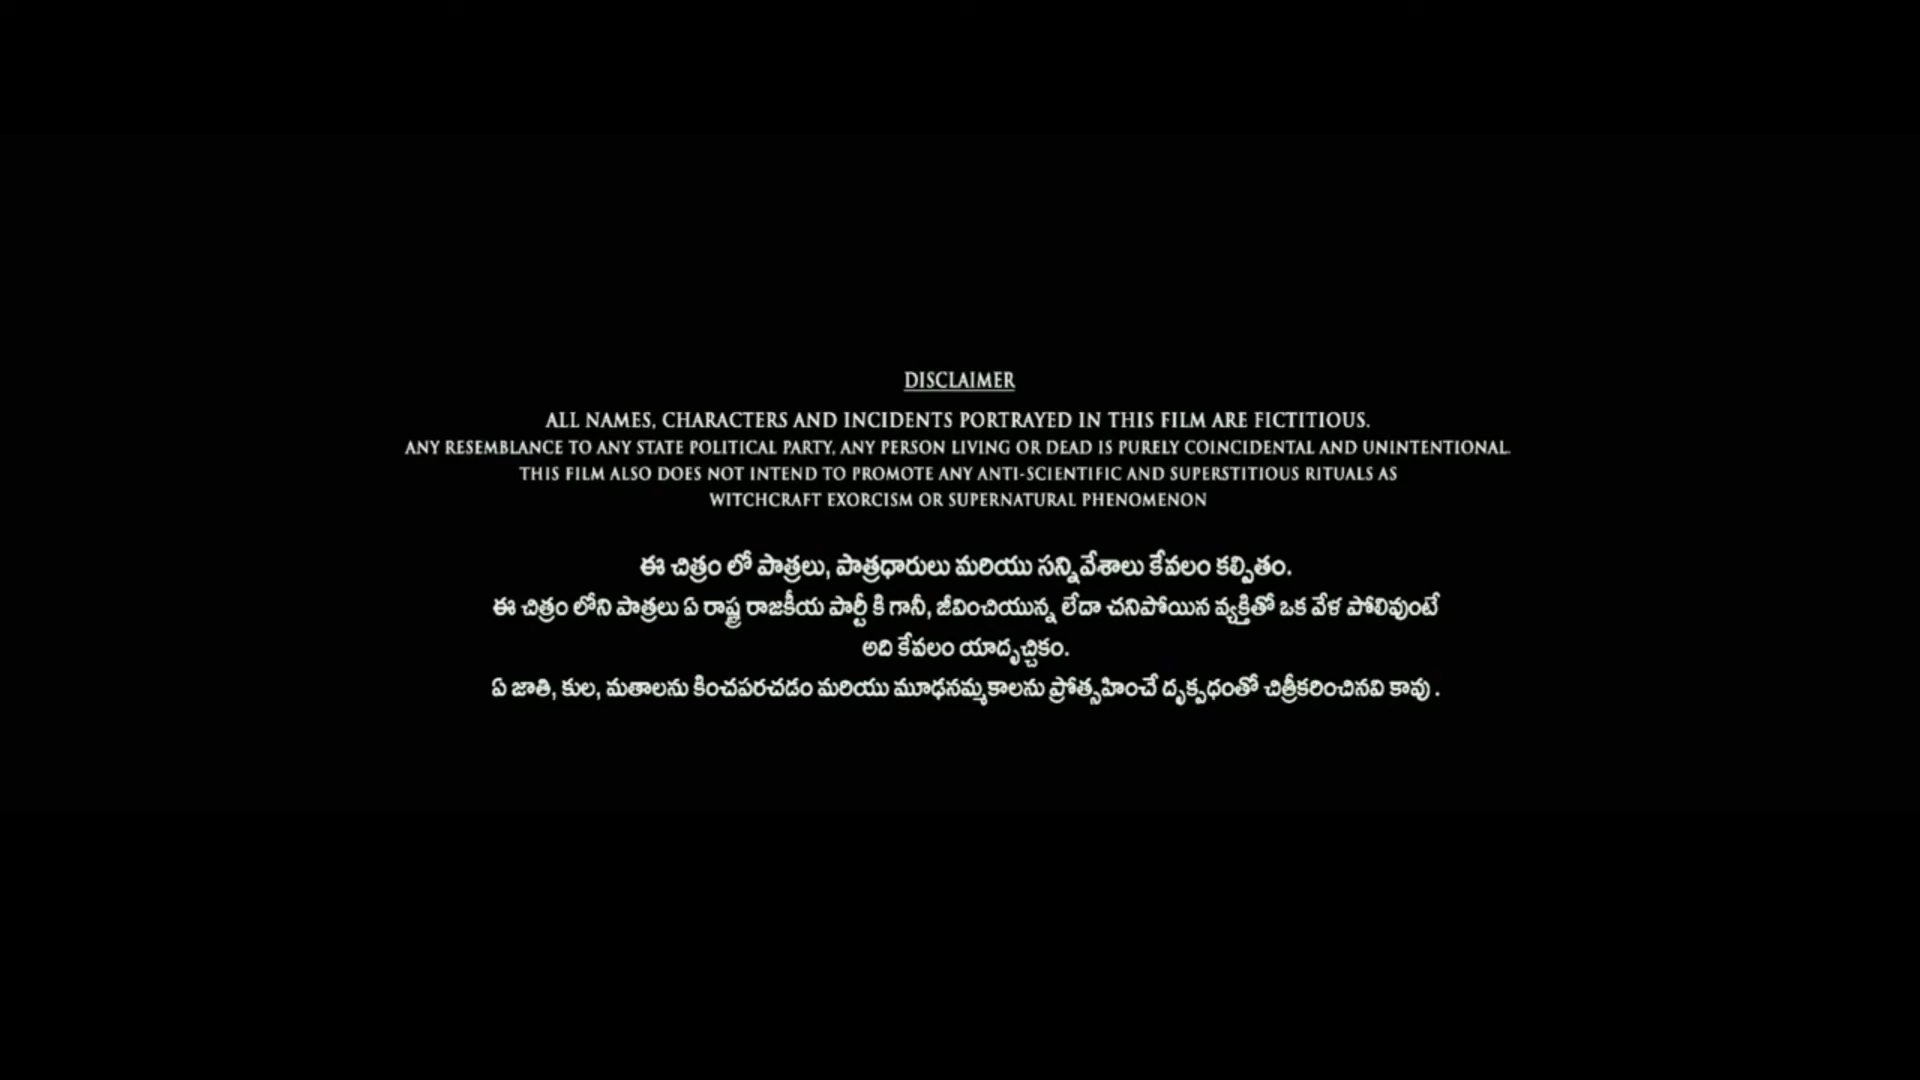 DISCLAIMER
ALL NAMES, CHARACTERS AND INCIDENTS PORTRAYED IN THIS FILM ARE FICTITIOUS.
ANY RESEMBLANCE TO ANY STATE POLITICAL PARTY, ANY PERSON LIVING OR DEAD IS PURELY COINCIDENTAL AND UNINTENTIONAL.
THIS FILM ALSO DOES NOT INTEND TO PROMOTE ANY ANTI-SCIENTIFIC AND SUPERSTITIOUS RITUALS AS
WITCHCRAFT EXORCISM OR SUPERNATURAL PHENOMENON
ఈ చిత్రం లో పాత్రలు, పాత్రధారులు మరియు సన్నివేశాలు కేవలం కల్పితం.
ఈ చిత్రం లోని పాత్రలు ఏ రాష్ట్ర రాజకీయ పార్టీ కి గానీ, జీవించియున్న లేదా చనిపోయిన వ్యక్తితో ఒక వేళ పోలివుంటే
అది కేవలం యాదృచ్ఛికం.
ఏ జాతి, కుల, మతాలను కించపరచడం మరియు మూఢనమ్మకాలను ప్రోత్సహించే దృక్పధంతో చిత్రీకరించినవి కావు .